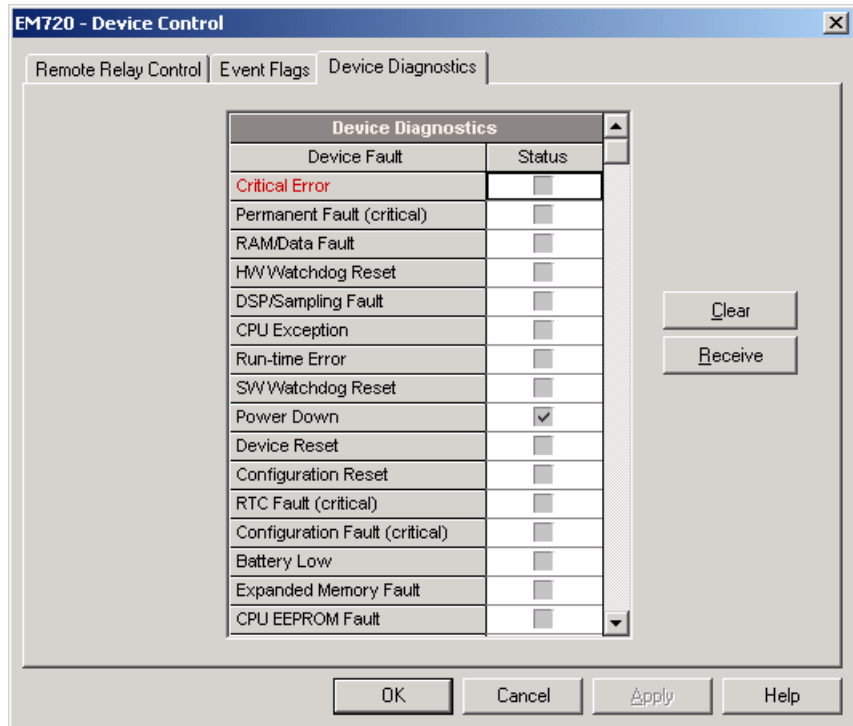 EM720 - Device Control
Remote Relay Control Event Flags Device Diagnostics
Device Diagnostics
Device Fault Status
Critical Error
Permanent Fault (critical)
RAM/Data Fault
HW Watchdog Reset
DSP/Sampling Fault
CPU Exception
Run-time Error
SW Watchdog Reset
Power Down
Device Reset
Configuration Reset
RTC Fault (critical)
Configuration Fault (critical)
Battery Low
Expanded Memory Fault
CPU EEPROM Fault
Clear
Receive
OK Cancel Apply Help